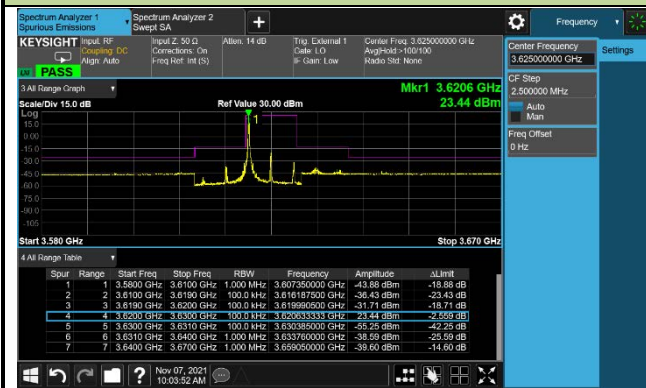 Spectrum Analyzer 1
Spurious Emissions
Spectrum Analyzer 2
Swept SA
+
Frequency
KEYSIGHT
Input: RF
Coupling: DC
Align: Auto
Input Z: 50 Ω
Corrections: On
Freq Ref: Int (S)
Atten: 14 dB
Trig: External 1
Gate: LO
IF Gain: Low
Center Freq: 3.625000000 GHz
Avg|Hold:>100/100
Radio Std: None
PASS
Center Frequency
3.625000000 GHz
Settings
CF Step
2.500000 MHz
Auto
Man
Freq Offset
0 Hz
3 All Range Graph
Mkr1 3.6206 GHz
23.44 dBm
Scale/Div 15.0 dB
Ref Value 30.00 dBm
Log
15.0
0.00
-15.0
-30.0
-45.0
-60.0
-75.0
-90.0
-105
1
Start 3.580 GHz
Stop 3.670 GHz
4 All Range Table
Spur Range Start Freq Stop Freq RBW Frequency Amplitude ΔLimit
1 1 3.5800 GHz 3.6100 GHz 1.000 MHz 3.607350000 GHz -43.88 dBm -18.88 dB
2 2 3.6100 GHz 3.6190 GHz 100.0 kHz 3.616187500 GHz -36.43 dBm -23.43 dB
3 3 3.6190 GHz 3.6200 GHz 100.0 kHz 3.619990500 GHz -31.71 dBm -18.71 dB
4 4 3.6200 GHz 3.6300 GHz 100.0 kHz 3.620633333 GHz 23.44 dBm -2.559 dB
5 5 3.6300 GHz 3.6310 GHz 100.0 kHz 3.630385000 GHz -55.25 dBm -42.25 dB
6 6 3.6310 GHz 3.6400 GHz 1.000 MHz 3.633760000 GHz -38.59 dBm -25.59 dB
7 7 3.6400 GHz 3.6700 GHz 1.000 MHz 3.659050000 GHz -39.60 dBm -14.60 dB
?
Nov 07, 2021
10:03:52 AM